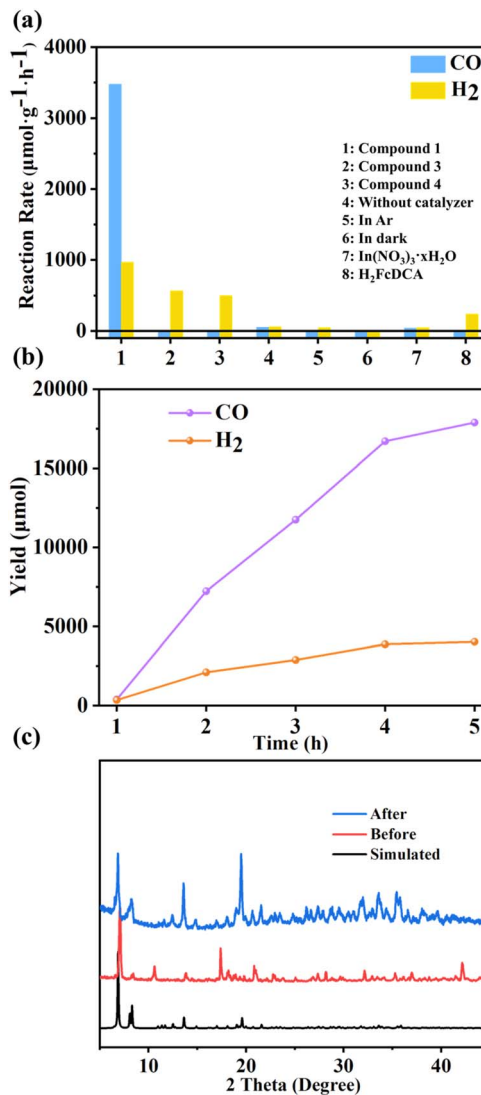 (a)
4000
3000
2000
1000
0
Reaction Rate (μmol·g⁻¹·h⁻¹)
CO
H2
1: Compound 1
2: Compound 3
3: Compound 4
4: Without catalyzer
5: In Ar
6: In dark
7: In(NO₃)₃·xH₂O
8: H₂FcDCA
1 2 3 4 5 6 7 8
(b)
20000
15000
10000
5000
0
Yield (μmol)
CO
H2
1 2 3 4 5
Time (h)
(c)
After
Before
Simulated
10 20 30 40
2 Theta (Degree)